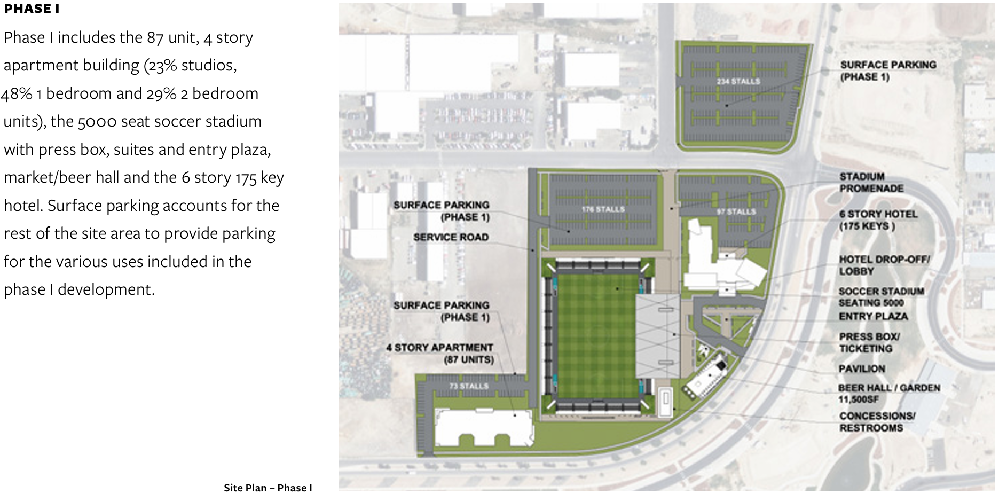 PHASE I
Phase I includes the 87 unit, 4 story
apartment building (23% studios,
48% 1 bedroom and 29% 2 bedroom
units), the 5000 seat soccer stadium
with press box, suites and entry plaza,
market/beer hall and the 6 story 175 key
hotel. Surface parking accounts for the
rest of the site area to provide parking
for the various uses included in the
phase I development.
Site Plan – Phase I
234 STALLS
SURFACE PARKING
(PHASE 1)
176 STALLS
97 STALLS
SURFACE PARKING
(PHASE 1)
SERVICE ROAD
SURFACE PARKING
(PHASE 1)
4 STORY APARTMENT
(87 UNITS)
73 STALLS
STADIUM
PROMENADE
6 STORY HOTEL
(175 KEYS )
HOTEL DROP-OFF/
LOBBY
SOCCER STADIUM
SEATING 5000
ENTRY PLAZA
PRESS BOX/
TICKETING
PAVILION
BEER HALL / GARDEN
11,500SF
CONCESSIONS/
RESTROOMS